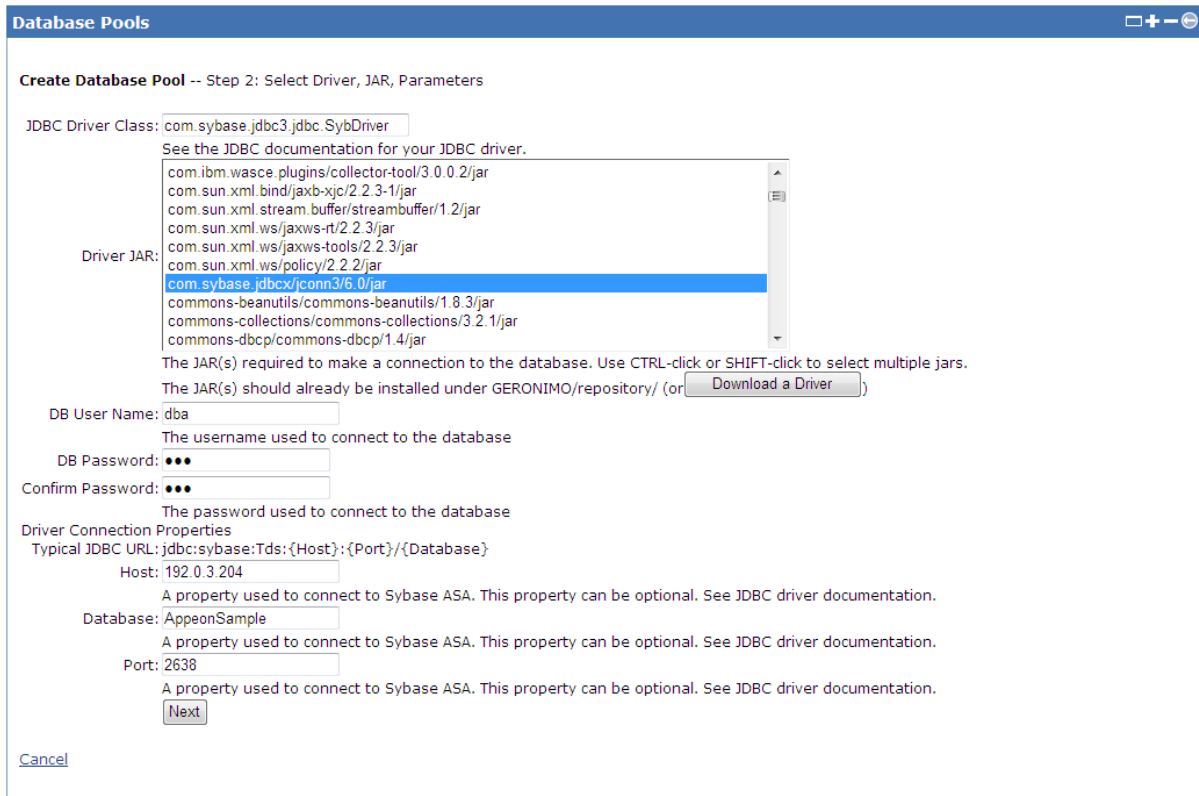 Database Pools
Create Database Pool -- Step 2: Select Driver, JAR, Parameters
JDBC Driver Class: com.sybase.jdbc3.jdbc.SybDriver
See the JDBC documentation for your JDBC driver.
com.ibm.wasce.plugins/collector-tool/3.0.0.2/jar
com.sun.xml.bind/jaxb-xjc/2.2.3-1/jar
com.sun.xml.stream.buffer/streambuffer/1.2/jar
com.sun.xml.ws/jaxws-rt/2.2.3/jar
com.sun.xml.ws/jaxws-tools/2.2.3/jar
Driver JAR:
com.sun.xml.ws/policy/2.2.2/jar
com.sybase.jdbcx/jconn3/6.0/jar
commons-beanutils/commons-beanutils/1.8.3/jar
commons-collections/commons-collections/3.2.1/jar
commons-dbcp/commons-dbcp/1.4/jar
The JAR(s) required to make a connection to the database. Use CTRL-click or SHIFT-click to select multiple jars.
The JAR(s) should already be installed under GERONIMO/repository/ (or Download a Driver )
DB User Name: dba
The username used to connect to the database
DB Password: •••
Confirm Password: •••
The password used to connect to the database
Driver Connection Properties
Typical JDBC URL: jdbc:sybase:Tds:{Host}:{Port}/{Database}
Host: 192.0.3.204
A property used to connect to Sybase ASA. This property can be optional. See JDBC driver documentation.
Database: AppeonSample
A property used to connect to Sybase ASA. This property can be optional. See JDBC driver documentation.
Port: 2638
A property used to connect to Sybase ASA. This property can be optional. See JDBC driver documentation.
Next
Cancel